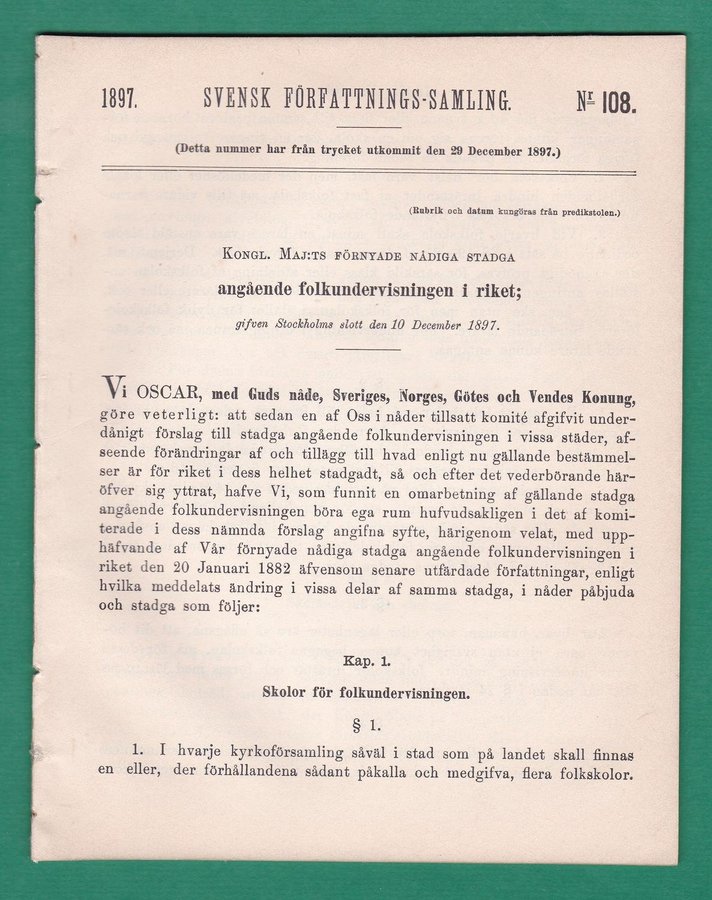 1897. SVENSK FÖRFATTNINGS-SAMLING. Nr 108.
(Detta nummer har från trycket utkommit den 29 December 1897.)
(Rubrik och datum kungöras från predikstolen.)
KONGL. MAJ:TS FÖRNYADE NÅDIGA STADGA
angående folkundervisningen i riket;
gifven Stockholms slott den 10 December 1897.
Vi OSCAR, med Guds nåde, Sveriges, Norges, Götes och Vendes Konung,
göre veterligt: att sedan en af Oss i nåder tillsatt komité afgifvit under-
dånigt förslag till stadga angående folkundervisningen i vissa städer, af-
seende förändringar af och tillägg till hvad enligt nu gällande bestämmel-
ser är för riket i dess helhet stadgadt, så och efter det vederbörande här-
öfver sig yttrat, hafve Vi, som funnit en omarbetning af gällande stadga
angående folkundervisningen böra ega rum hufvudsakligen i det af komi-
terade i dess nämnda förslag angifna syfte, härigenom velat, med upp-
häfvande af Vår förnyade nådiga stadga angående folkundervisningen i
riket den 20 Januari 1882 äfvensom senare utfärdade författningar, enligt
hvilka meddelats ändring i vissa delar af samma stadga, i nåder påbjuda
och stadga som följer:
Kap. 1.
Skolor för folkundervisningen.
§ 1.
1. I hvarje kyrkoförsamling såväl i stad som på landet skall finnas
en eller, der förhållandena sådant påkalla och medgifva, flera folkskolor.